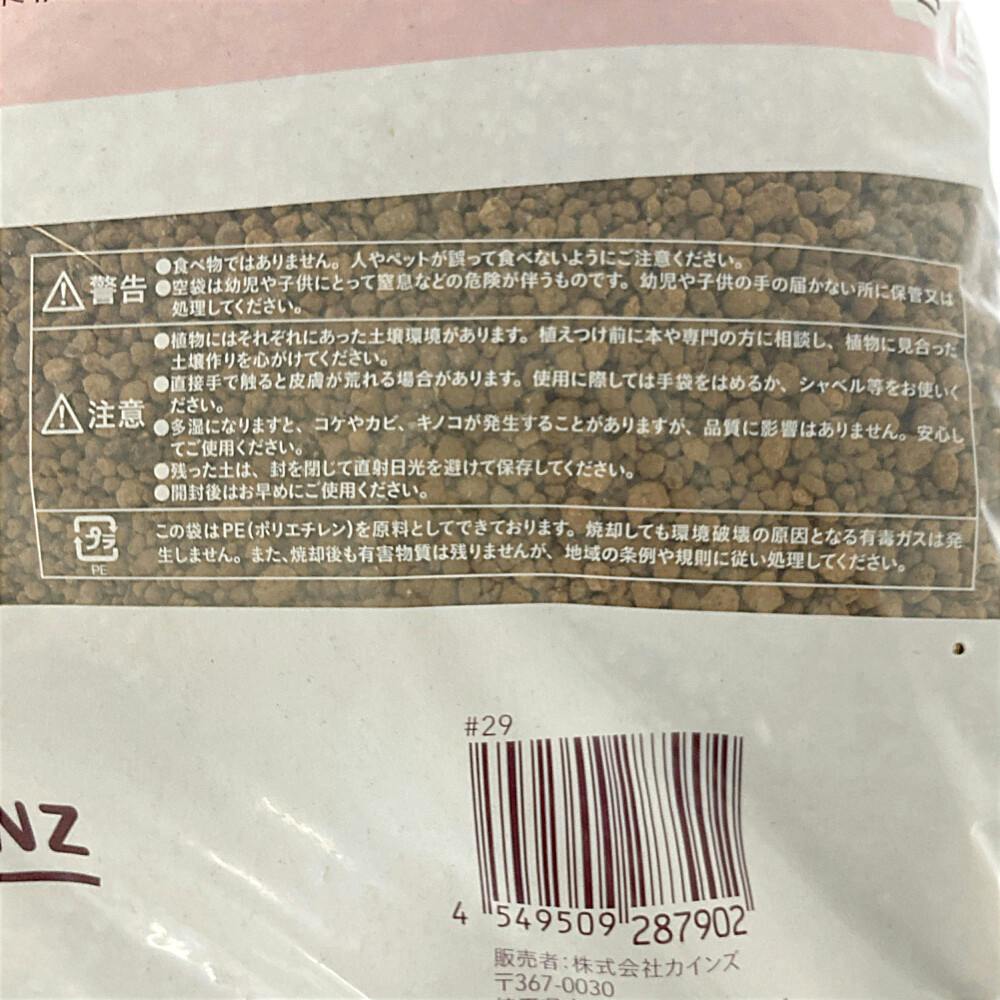 警告
●食べ物ではありません。人やペットが誤って食べないようにご注意ください。
●空袋は幼児や子供にとって窒息などの危険が伴うものです。幼児や子供の手の届かない所に保管又は
処理してください。
注意
●植物にはそれぞれにあった土壌環境があります。植えつけ前に本や専門の方に相談し、植物に見合った
土壌作りを心がけてください。
●直接手で触ると皮膚が荒れる場合があります。使用に際しては手袋をはめるか、シャベル等をお使いく
ださい。
●多湿になりますと、コケやカビ、キノコが発生することがありますが、品質に影響はありません。安心し
てご使用ください。
●残った土は、封を閉じて直射日光を避けて保存してください。
●開封後はお早めにご使用ください。
プラ
PE
この袋はPE(ポリエチレン)を原料としてできております。焼却しても環境破壊の原因となる有毒ガスは発
生しません。また、焼却後も有害物質は残りませんが、地域の条例や規則に従い処理してください。
#29
NZ
4 549509 287902
販売者:株式会社カインズ
〒367-0030